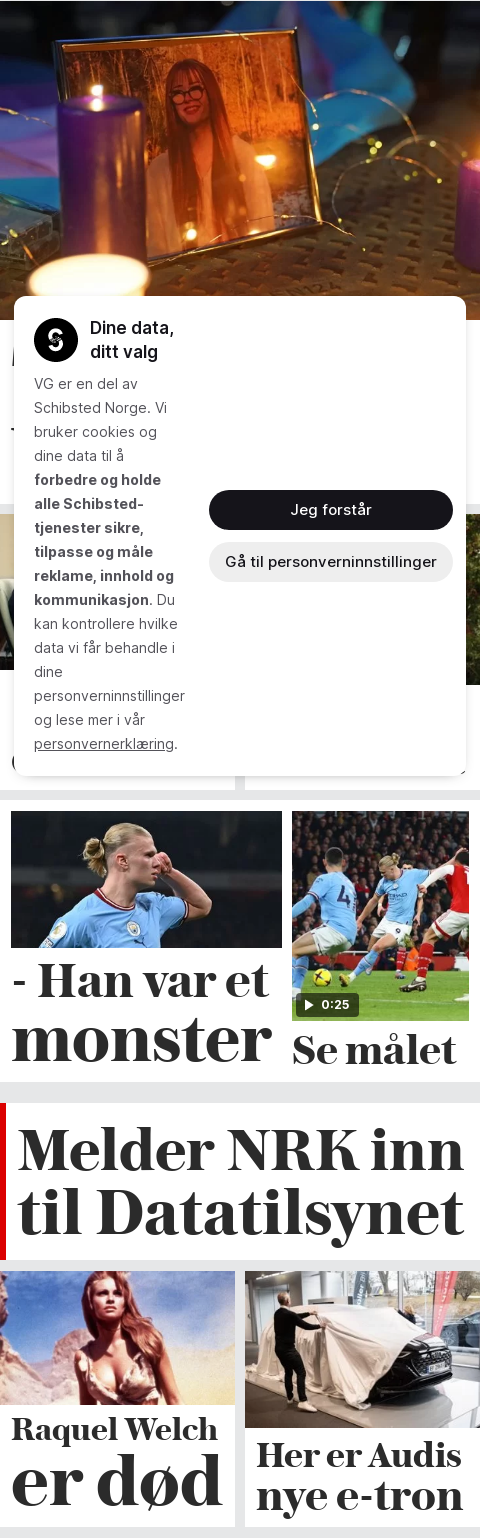 Dine data,
ditt valg
VG er en del av
Schibsted Norge. Vi
bruker cookies og
dine data til å
forbedre og holde
alle Schibsted-
tjenester sikre,
tilpasse og måle
reklame, innhold og
kommunikasjon. Du
kan kontrollere hvilke
data vi får behandle i
dine
personverninnstillinger
og lese mer i vår
personvernerklæring.
Jeg forstår
Gå til personverninnstillinger
- Han var et
monster
4
0:25
Se målet
Melder NRK inn
til Datatilsynet
Raquel Welch
er død
Her er Audis
nye e-tron